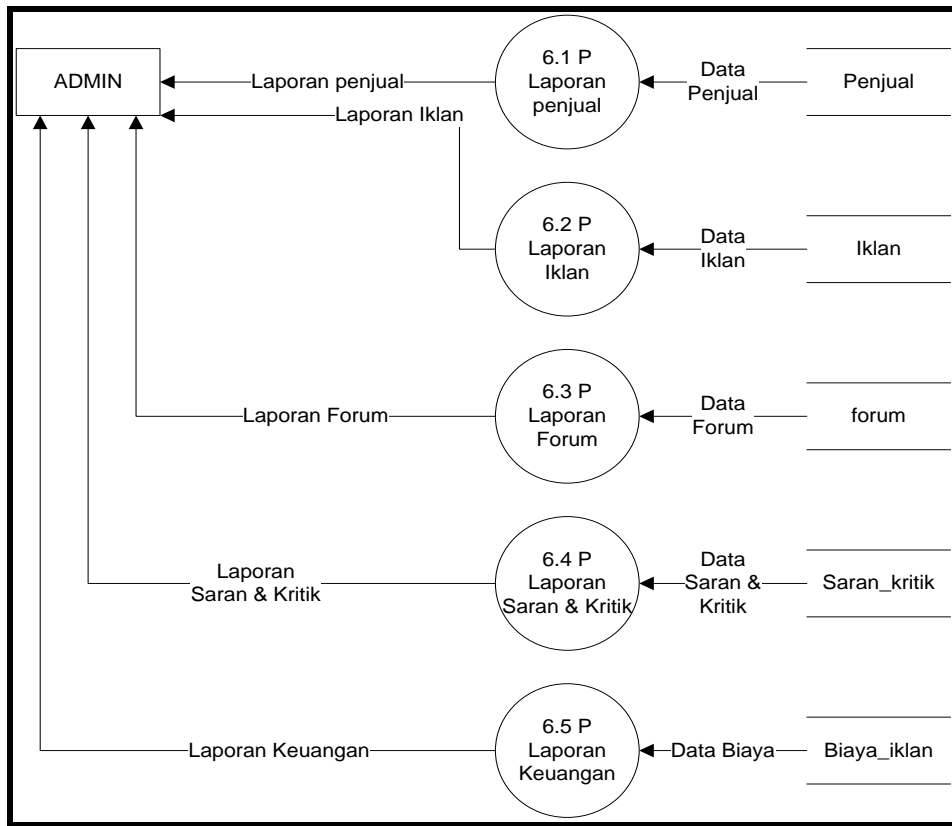 ADMIN
Laporan penjual
6.1 P
Laporan
penjual
Data
Penjual
Penjual
Laporan Iklan
6.2 P
Laporan
Iklan
Data
Iklan
Iklan
Laporan Forum
6.3 P
Laporan
Forum
Data
Forum
forum
Laporan
Saran & Kritik
6.4 P
Laporan
Saran & Kritik
Data
Saran &
Kritik
Saran_kritik
Laporan Keuangan
6.5 P
Laporan
Keuangan
Data Biaya
Biaya_iklan